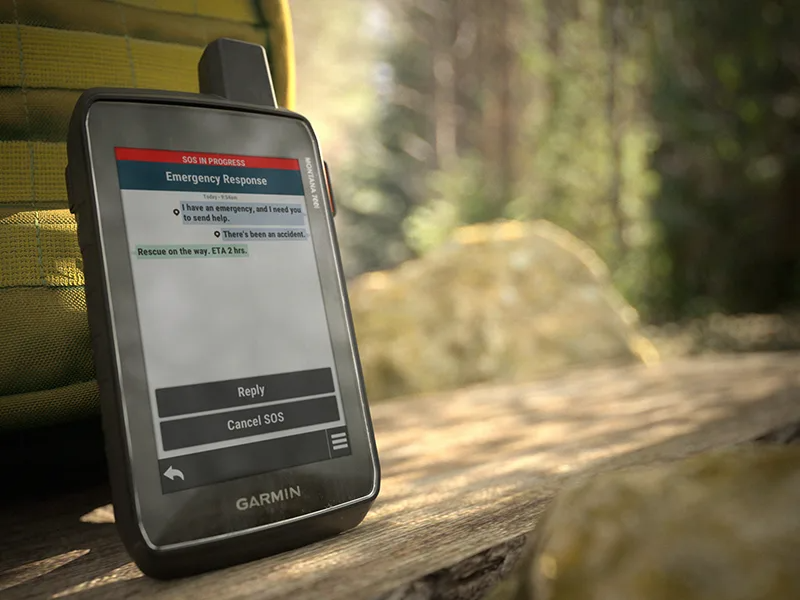 SOS IN PROGRESS
Emergency Response
Today - 9:54am
I have an emergency, and I need you
to send help.
There's been an accident.
Rescue on the way. ETA 2 hrs.
Reply
Cancel SOS
GARMIN
MONTANA 700i